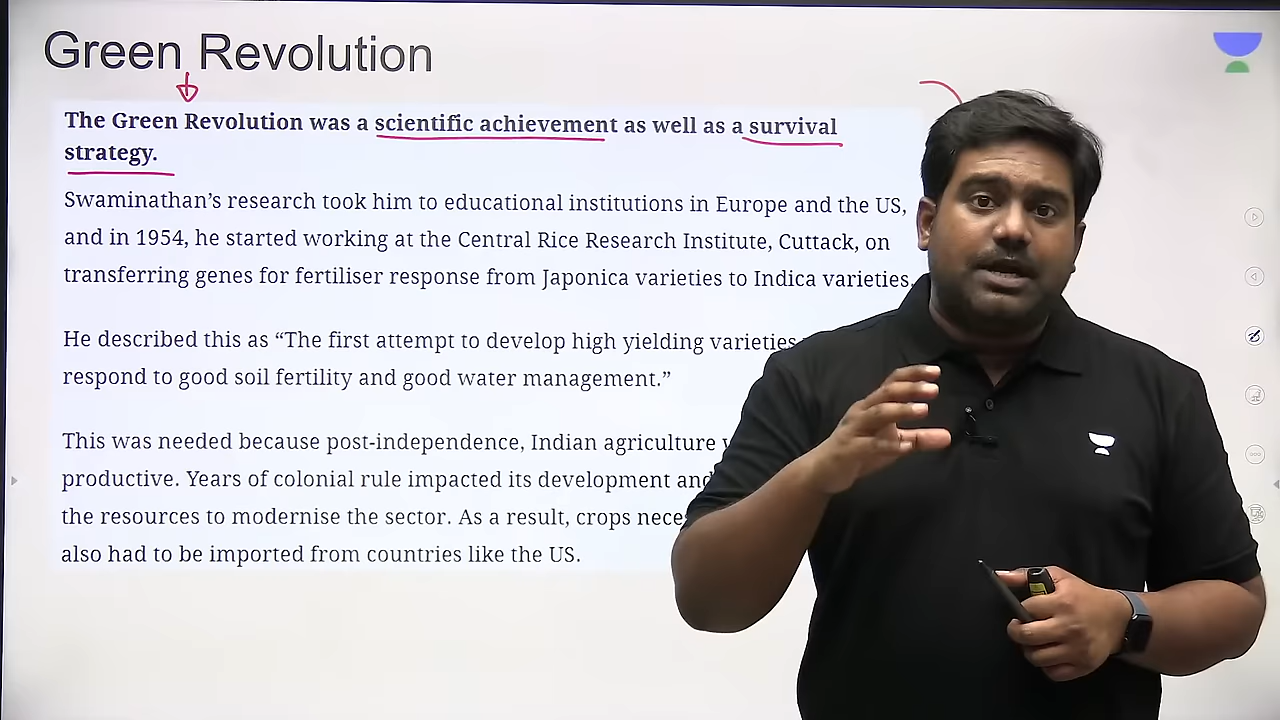 Green Revolution
The Green Revolution was a scientific achievement as well as a survival
strategy.
Swaminathan’s research took him to educational institutions in Europe and the US,
and in 1954, he started working at the Central Rice Research Institute, Cuttack, on
transferring genes for fertiliser response from Japonica varieties to Indica varieties.
He described this as “The first attempt to develop high yielding varieties
respond to good soil fertility and good water management.”
This was needed because post-independence, Indian agriculture
productive. Years of colonial rule impacted its development and
the resources to modernise the sector. As a result, crops
also had to be imported from countries like the US.